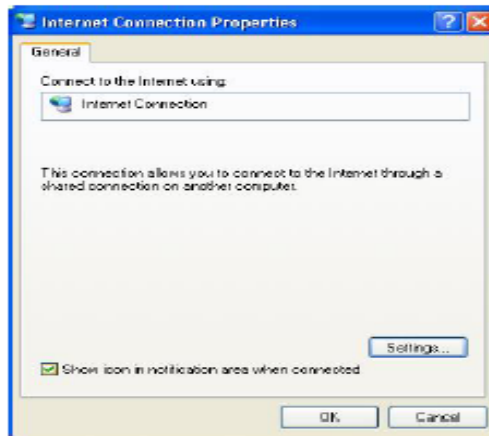 Internet Connection Properties
General
Connect to the Internet using:
Internet Connection
This connection allows you to connect to the Internet through a
shared connection on another computer.
Settings...
Show icon in notification area when connected
OK
Cancel